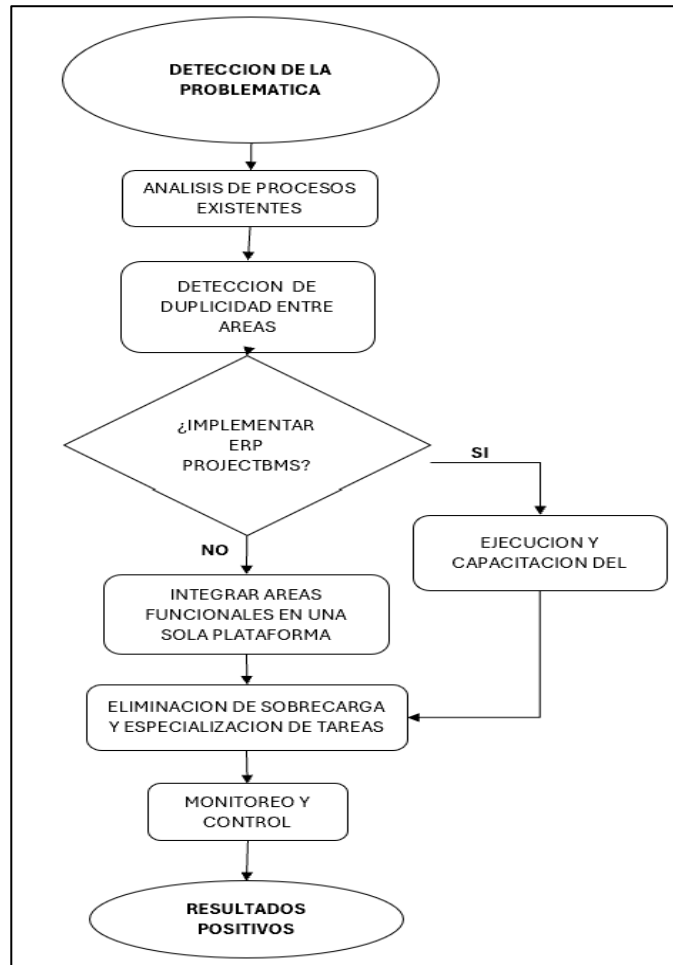 DETECCION DE LA
PROBLEMATICA
ANALISIS DE PROCESOS
EXISTENTES
DETECCION DE
DUPLICIDAD ENTRE
AREAS
¿IMPLEMENTAR
ERP
PROJECTBMS?
SI
EJECUCION Y
CAPACITACION DEL
NO
INTEGRAR AREAS
FUNCIONALES EN UNA
SOLA PLATAFORMA
ELIMINACION DE SOBRECARGA
Y ESPECIALIZACION DE TAREAS
MONITOREO Y
CONTROL
RESULTADOS
POSITIVOS